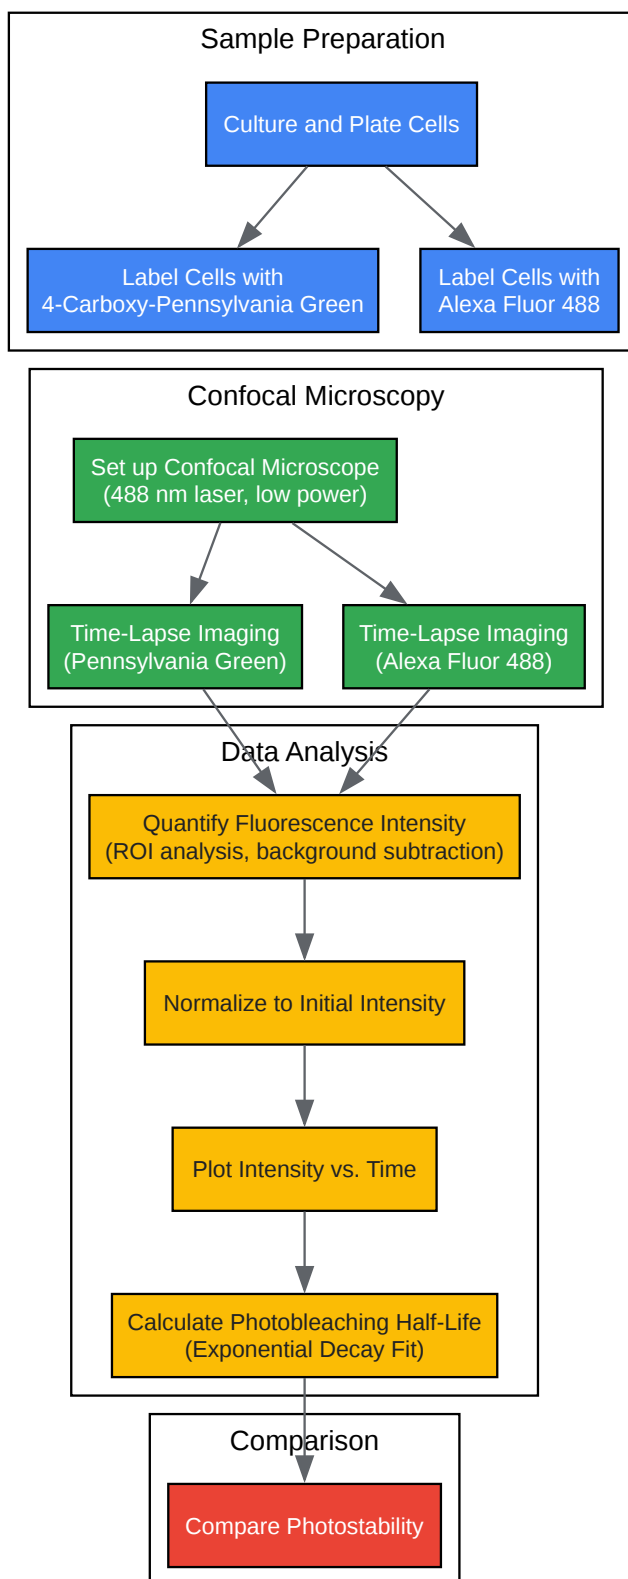 Sample Preparation
Culture and Plate Cells
Label Cells with
4-Carboxy-Pennsylvania Green
Label Cells with
Alexa Fluor 488
Confocal Microscopy
Set up Confocal Microscope
(488 nm laser, low power)
Time-Lapse Imaging
(Pennsylvania Green)
Time-Lapse Imaging
(Alexa Fluor 488)
Data Analysis
Quantify Fluorescence Intensity
(ROI analysis, background subtraction)
Normalize to Initial Intensity
Plot Intensity vs. Time
Calculate Photobleaching Half-Life
(Exponential Decay Fit)
Comparison
Compare Photostability